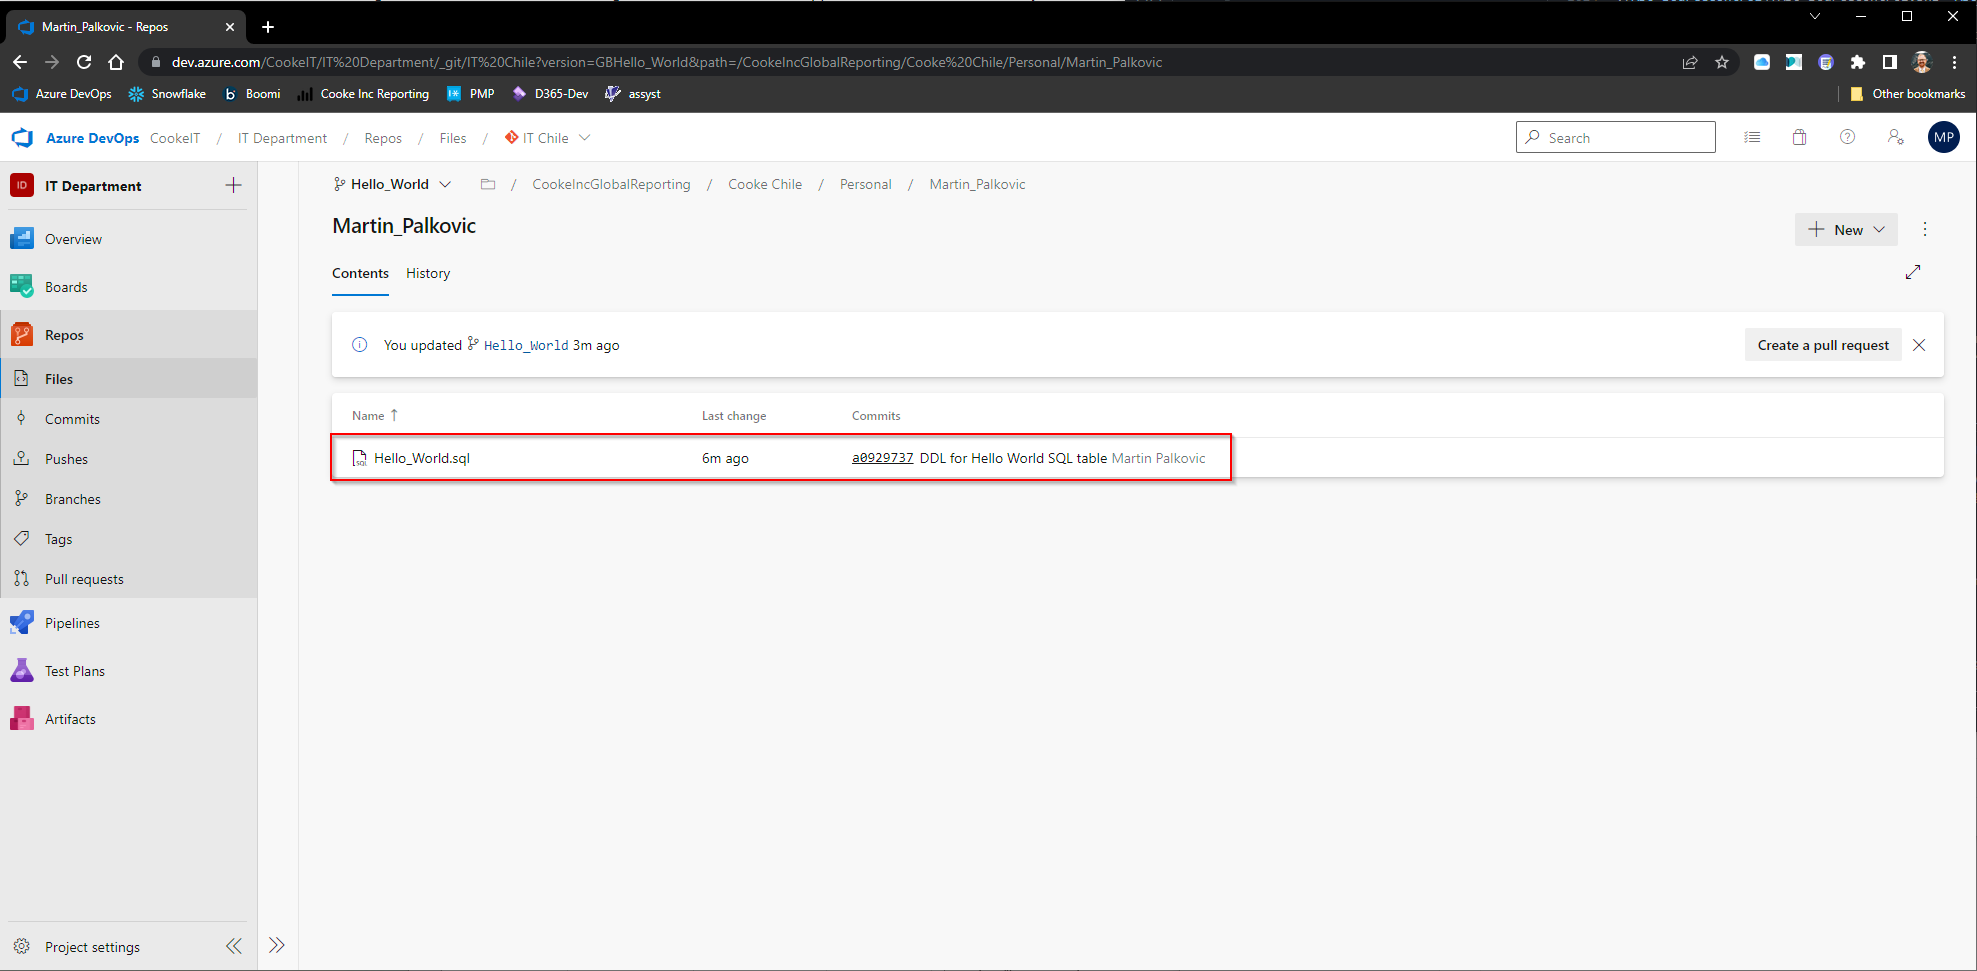 Martin_Palkovic - Repos
dev.azure.com/CookeIT/IT%20Department/_git/IT%20Chile?version=GBHello_World&path=/CookeIncGlobalReporting/Cooke%20Chile/Personal/Martin_Palkovic
Azure DevOps Snowflake b Boomi Cooke Inc Reporting PMP D365-Dev assyst Other bookmarks
Azure DevOps CookeIT / IT Department / Repos / Files / IT Chile Search MP
ID IT Department
Hello_World / CookeIncGlobalReporting / Cooke Chile / Personal / Martin_Palkovic
Martin_Palkovic
New
Overview
Contents History
Boards
Repos
You updated Hello_World 3m ago Create a pull request
Files
Name Last change Commits
Commits
Hello_World.sql 6m ago a0929737 DDL for Hello World SQL table Martin Palkovic
Pushes
Branches
Tags
Pull requests
Pipelines
Test Plans
Artifacts
Project settings